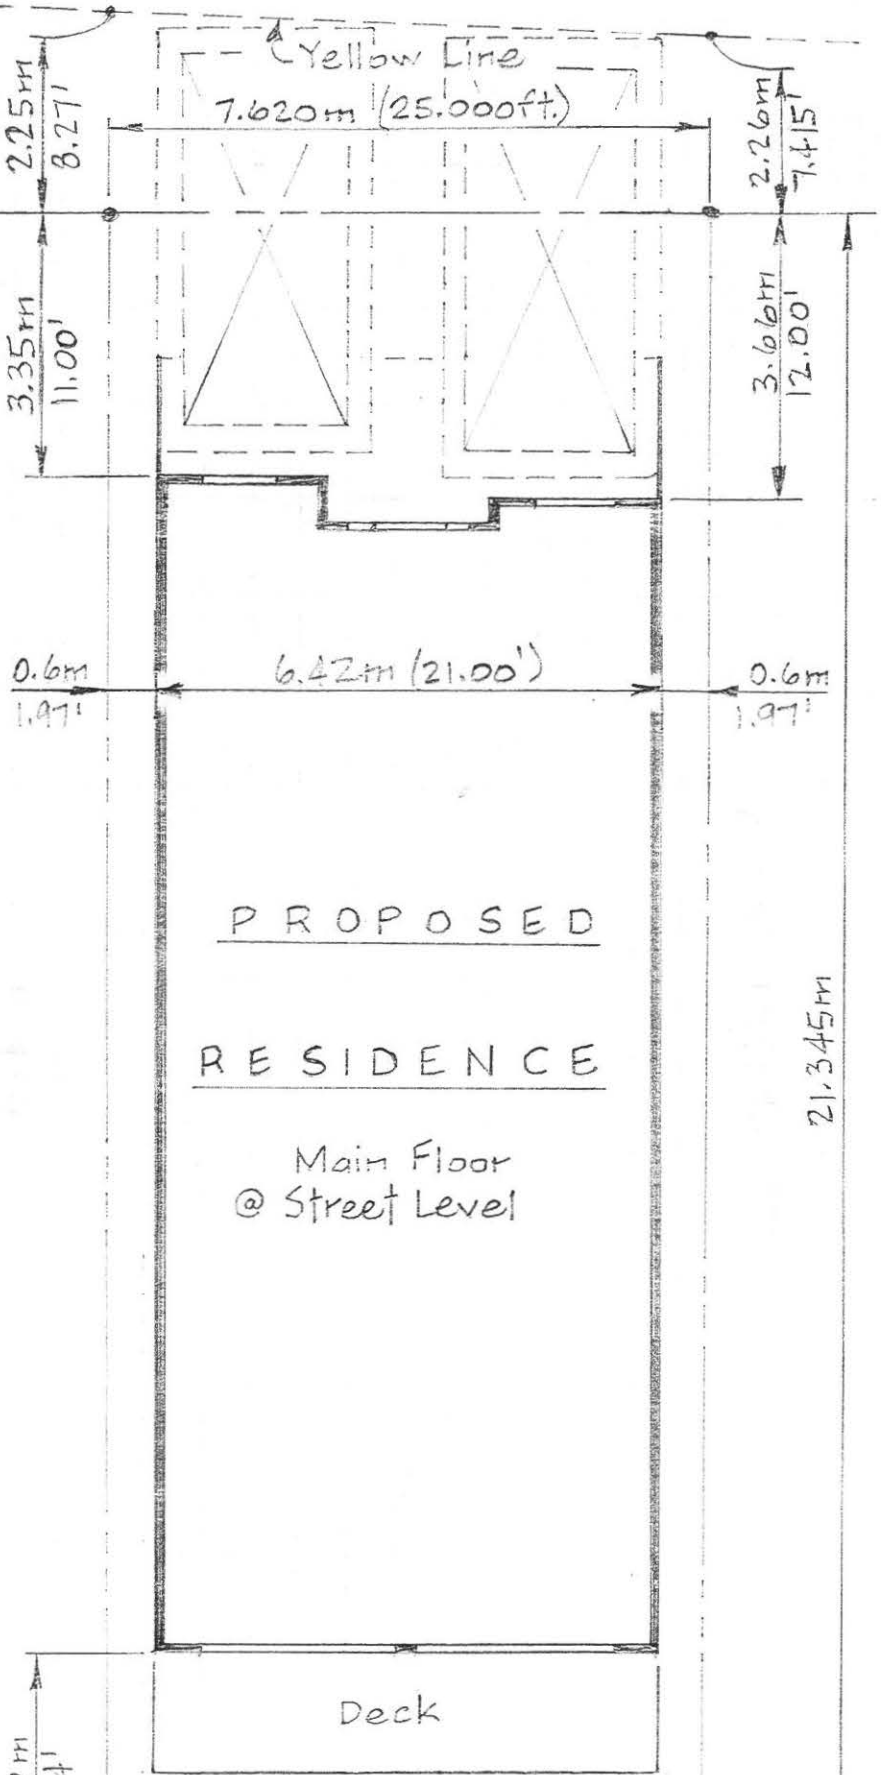 Yellow Line
7.620m (25.000ft.)
2.25m
8.27'
2.26m
7.415'
3.35m
11.00'
3.66m
12.00'
0.6m
1.97'
6.42m (21.00')
0.6m
1.97'
PROPOSED
RESIDENCE
Main Floor
@ Street Level
21.345m
Deck